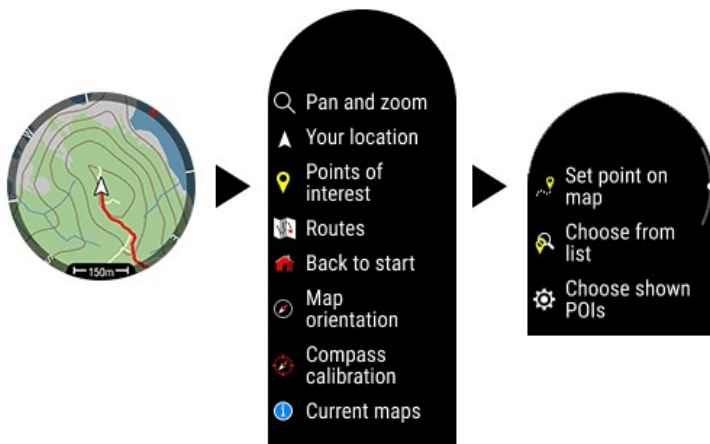 150m
Pan and zoom
Your location
Points of
interest
Routes
Back to start
Map
orientation
Compass
calibration
Current maps
Set point on
map
Choose from
list
Choose shown
POIs